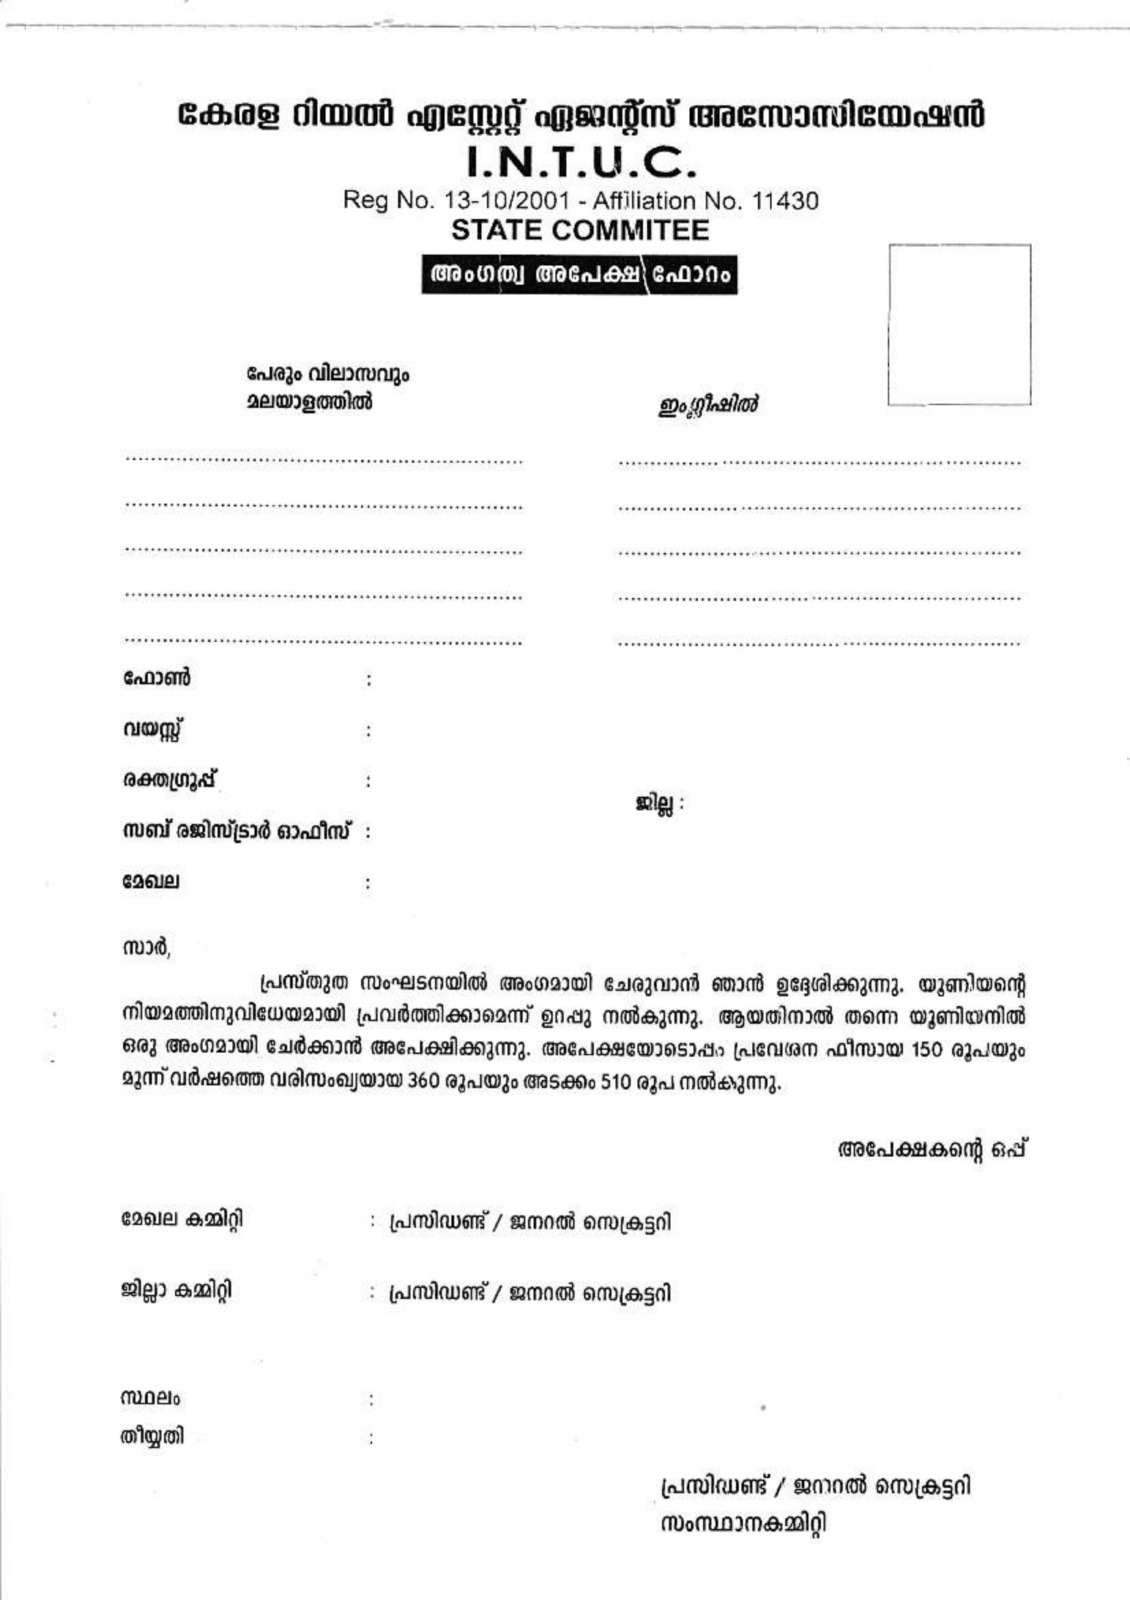 കേരള റിയൽ എസ്റ്റേറ്റ് ഏജന്റ്സ് അസോസിയേഷൻ
I.N.T.U.C.
Reg No. 13-10/2001 - Affiliation No. 11430
STATE COMMITEE
അംഗത്വ അപേക്ഷ ഫോറം
പേരും വിലാസവും
മലയാളത്തിൽ
ഇംഗ്ലീഷിൽ
ഫോൺ :
വയസ്സ് :
രക്തഗ്രൂപ്പ് :
ജില്ല :
സബ് രജിസ്ട്രാർ ഓഫീസ് :
മേഖല :
സാർ,
പ്രസ്തുത സംഘടനയിൽ അംഗമായി ചേരുവാൻ ഞാൻ ഉദ്ദേശിക്കുന്നു. യൂണിയന്റെ
നിയമത്തിനുവിധേയമായി പ്രവർത്തിക്കാമെന്ന് ഉറപ്പു നൽകുന്നു. ആയതിനാൽ തന്നെ യൂണിയനിൽ
ഒരു അംഗമായി ചേർക്കാൻ അപേക്ഷിക്കുന്നു. അപേക്ഷയോടൊപ്പം പ്രവേശന ഫീസായ 150 രൂപയും
മൂന്ന് വർഷത്തെ വരിസംഖ്യയായ 360 രൂപയും അടക്കം 510 രൂപ നൽകുന്നു.
അപേക്ഷകന്റെ ഒപ്പ്
മേഖല കമ്മിറ്റി : പ്രസിഡണ്ട് / ജനറൽ സെക്രട്ടറി
ജില്ലാ കമ്മിറ്റി : പ്രസിഡണ്ട് / ജനറൽ സെക്രട്ടറി
സ്ഥലം :
തീയ്യതി :
പ്രസിഡണ്ട് / ജനറൽ സെക്രട്ടറി
സംസ്ഥാനകമ്മിറ്റി